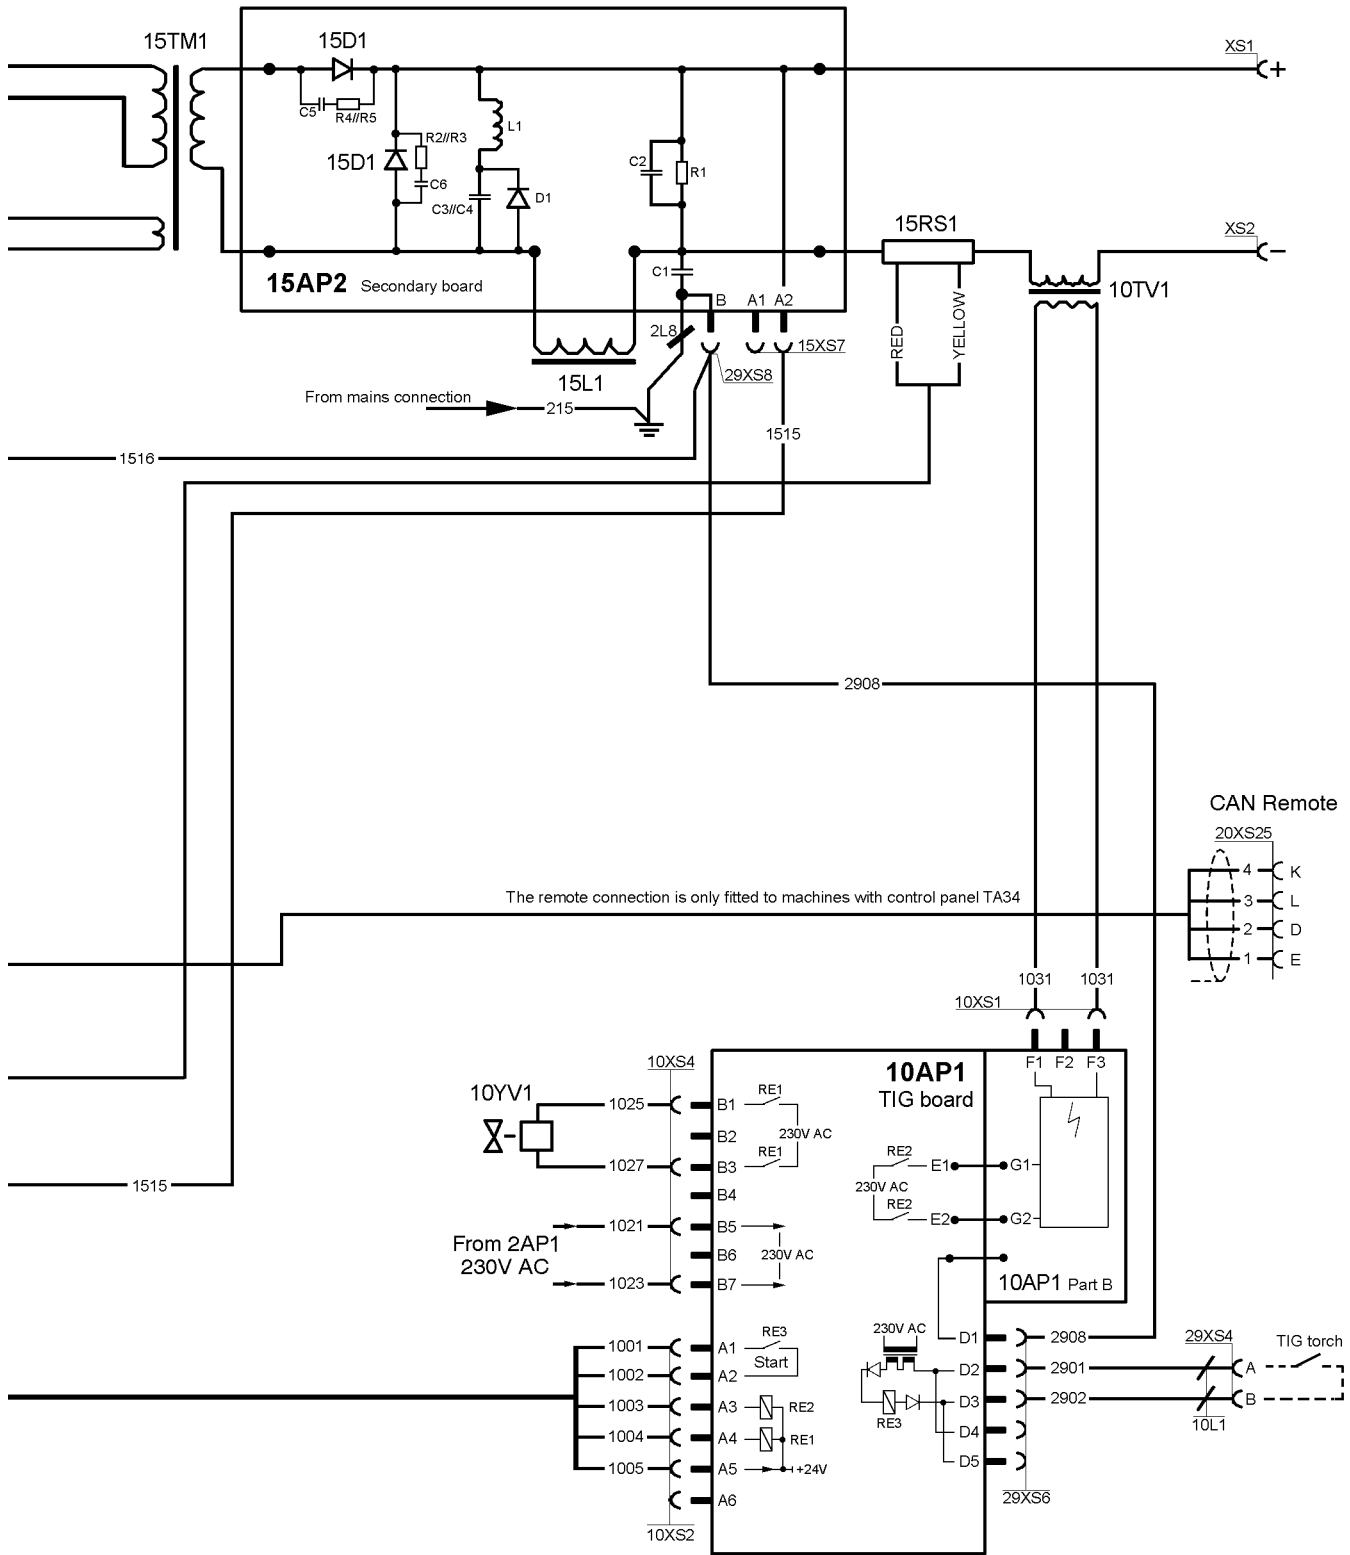 15TM1
15D1
XS1
+
C5
R4//R5
L1
R2//R3
15D1
C6
C3//C4
D1
C2
R1
15RS1
XS2
−
C1
15AP2 Secondary board
B A1 A2
10TV1
2L8
15XS7
RED
YELLOW
29XS8
15L1
From mains connection
215
1515
1516
2908
CAN Remote
20XS25
4 K
The remote connection is only fitted to machines with control panel TA34
3 L
2 D
1 E
1031 1031
10XS1
10XS4
10AP1
TIG board
F1 F2 F3
10YV1
1025 B1 RE1
B2 230V AC
1027 B3 RE1
RE2 E1 G1
230V AC
1515
B4
RE2 E2 G2
1021 B5
From 2AP1
230V AC
B6 230V AC
1023 B7
10AP1 Part B
1001 A1 RE3
Start
230V AC
D1 2908
29XS4
TIG torch
1002 A2
D2 2901 A
1003 A3 RE2
RE3
D3 2902 B
10L1
1004 A4 RE1
D4
1005 A5 +24V
D5
A6
29XS6
10XS2